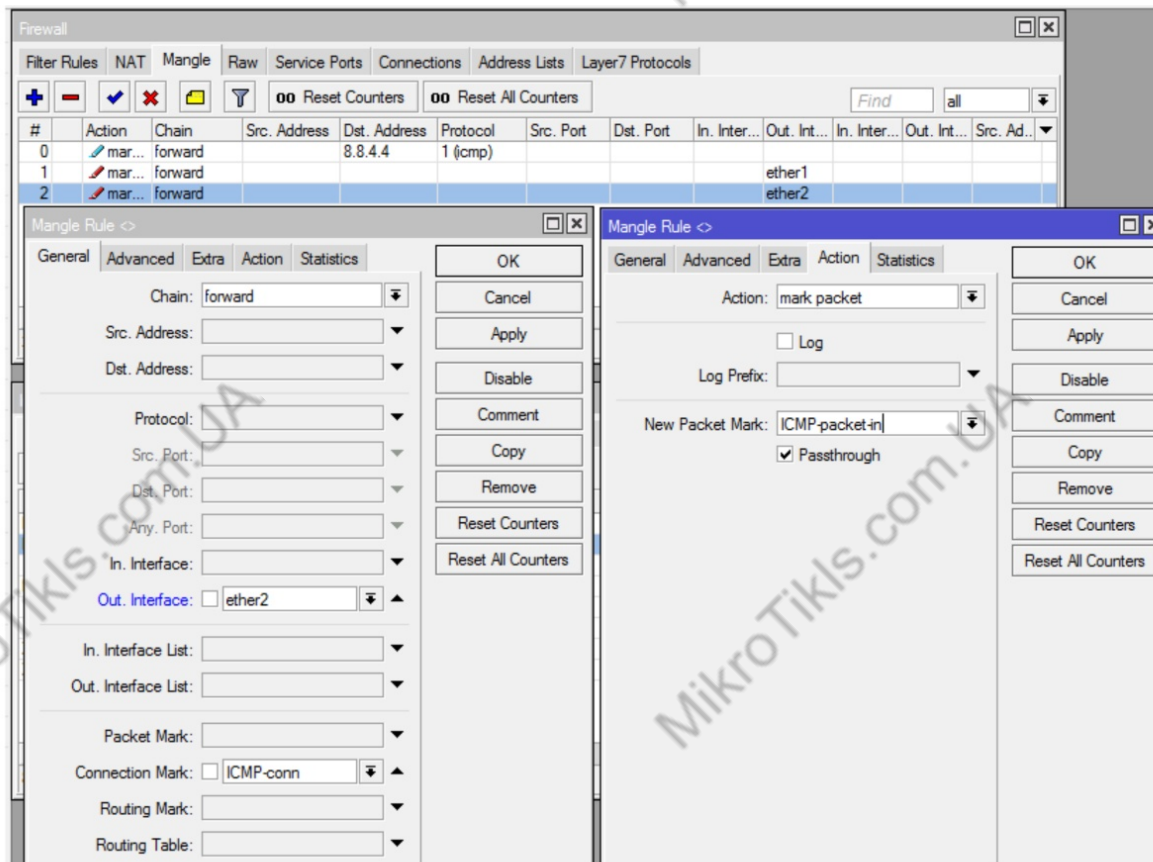 Firewall
Filter Rules NAT Mangle Raw Service Ports Connections Address Lists Layer7 Protocols
00 Reset Counters 00 Reset All Counters Find all
# Action Chain Src. Address Dst. Address Protocol Src. Port Dst. Port In. Inter... Out. Int... In. Inter... Out. Int... Src. Ad...
0 mar... forward 8.8.4.4 1 (icmp)
1 mar... forward ether1
2 mar... forward ether2
Mangle Rule <>
General Advanced Extra Action Statistics
Chain: forward
Src. Address:
Dst. Address:
Protocol:
Src. Port:
Dst. Port:
Any. Port:
In. Interface:
Out. Interface: ether2
In. Interface List:
Out. Interface List:
Packet Mark:
Connection Mark: ICMP-conn
Routing Mark:
Routing Table:
OK
Cancel
Apply
Disable
Comment
Copy
Remove
Reset Counters
Reset All Counters
Mangle Rule <>
General Advanced Extra Action Statistics
Action: mark packet
Log
Log Prefix:
New Packet Mark: ICMP-packet-in
Passthrough
OK
Cancel
Apply
Disable
Comment
Copy
Remove
Reset Counters
Reset All Counters
MikroTikls.com.UA
MikroTikls.com.UA